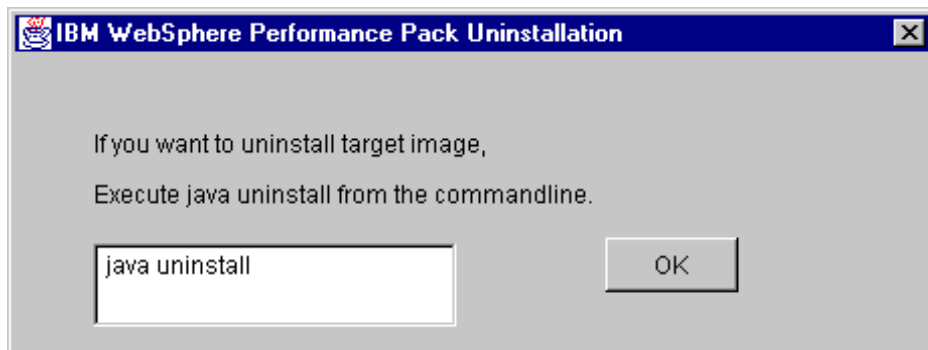 IBM WebSphere Performance Pack Uninstallation
If you want to uninstall target image,
Execute java uninstall from the commandline.
java uninstall
OK